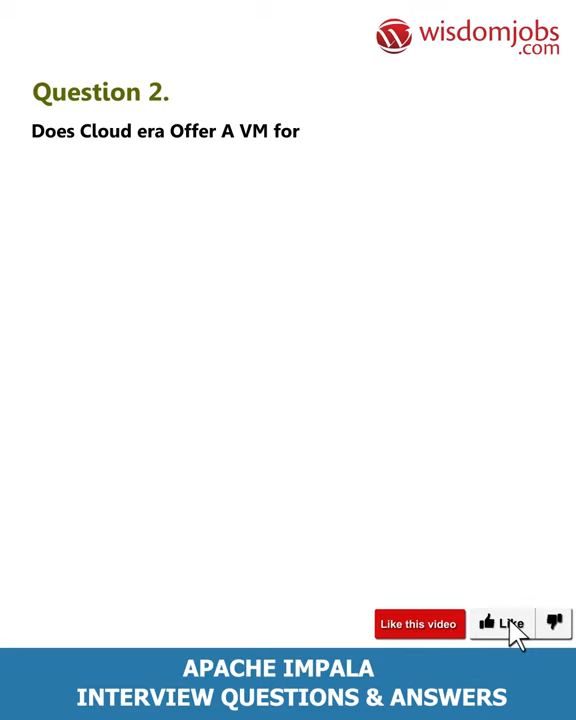 wisdomjobs
.com
Question 2.
Does Cloud era Offer A VM for
Like this video
Like
APACHE IMPALA
INTERVIEW QUESTIONS & ANSWERS